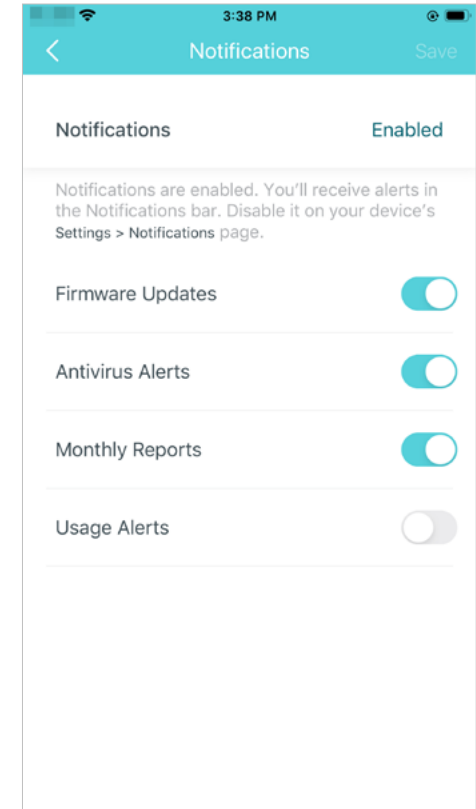 3:38 PM
Notifications
Save
Notifications
Enabled
Notifications are enabled. You'll receive alerts in
the Notifications bar. Disable it on your device's
Settings > Notifications page.
Firmware Updates
Antivirus Alerts
Monthly Reports
Usage Alerts